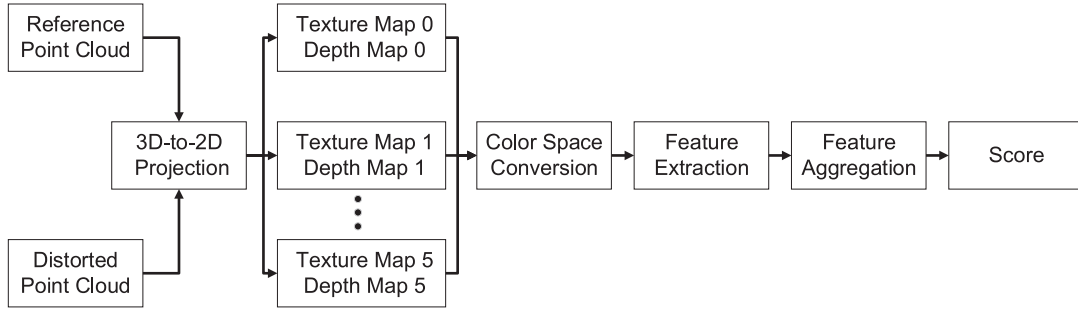 Reference
Point Cloud
Distorted
Point Cloud
3D-to-2D
Projection
Texture Map 0
Depth Map 0
Texture Map 1
Depth Map 1
Texture Map 5
Depth Map 5
Color Space
Conversion
Feature
Extraction
Feature
Aggregation
Score